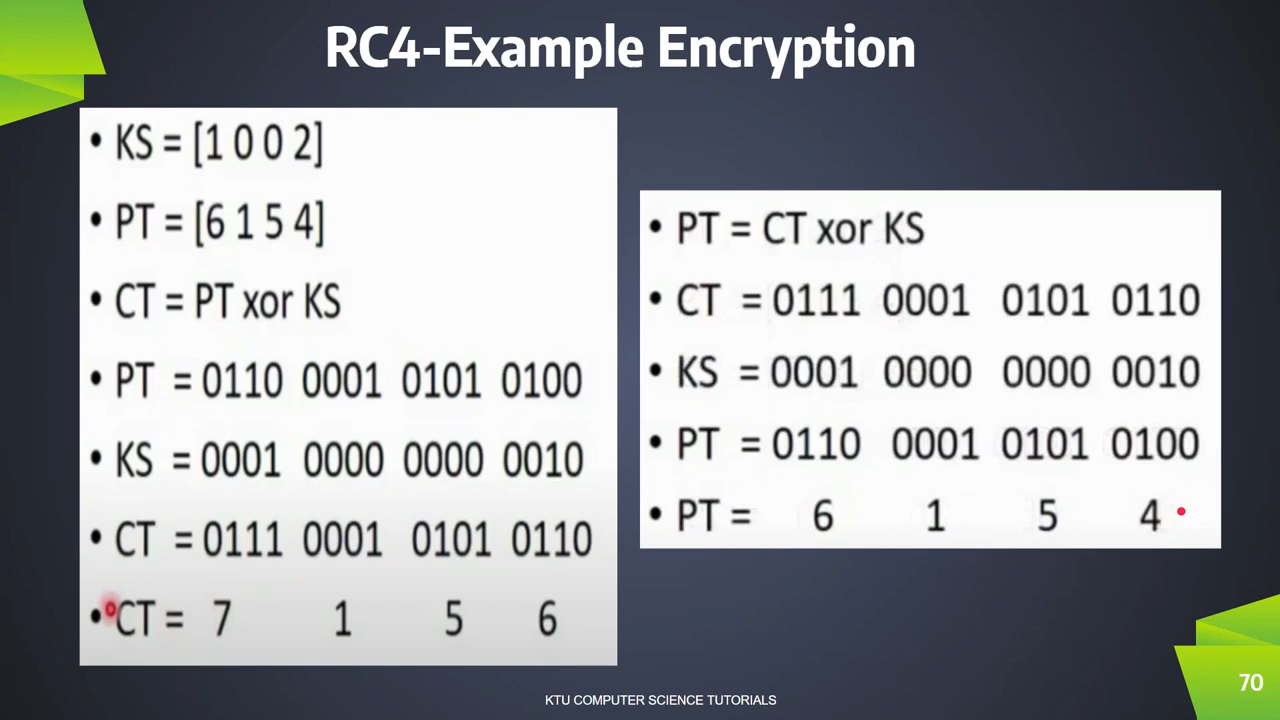 RC4-Example Encryption
• KS = [1 0 0 2]
• PT = [6 1 5 4]
• CT = PT xor KS
• PT = 0110 0001 0101 0100
• KS = 0001 0000 0000 0010
• CT = 0111 0001 0101 0110
• CT = 7 1 5 6
• PT = CT xor KS
• CT = 0111 0001 0101 0110
• KS = 0001 0000 0000 0010
• PT = 0110 0001 0101 0100
• PT = 6 1 5 4
KTU COMPUTER SCIENCE TUTORIALS
70